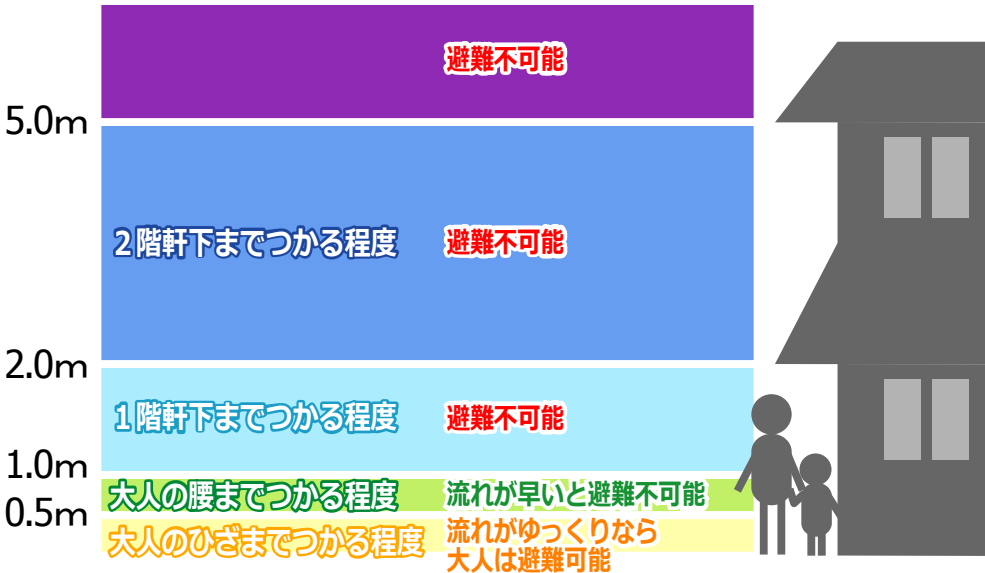 避難不可能
5.0m
2階軒下までつかる程度 避難不可能
2.0m
1階軒下までつかる程度 避難不可能
1.0m
大人の腰までつかる程度 流れが早いと避難不可能
0.5m
大人のひざまでつかる程度 流れがゆっくりなら
大人は避難可能